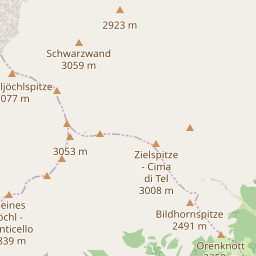 2923 m
Schwarzwand
3059 m
ljöchlspitze
077 m
3053 m
Zielspitze
- Cima
di Tel
3008 m
eines
öchl -
nticello
339 m
Bildhornspitze
2491 m
Orenknott